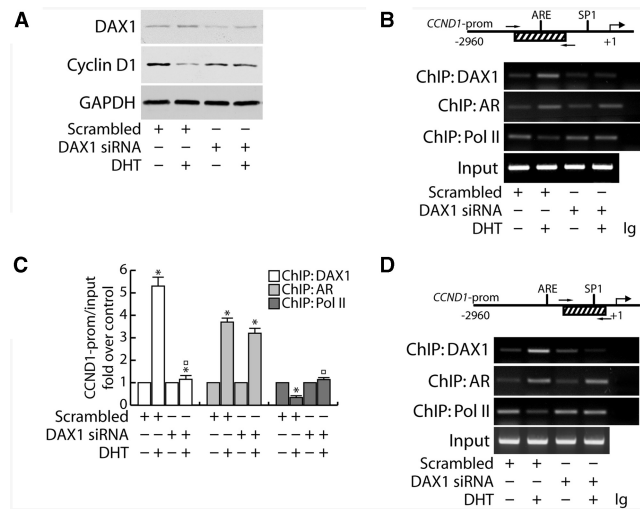 A
DAX1
Cyclin D1
GAPDH
Scrambled + + – –
DAX1 siRNA – – + +
DHT – + – +
B
CCND1-prom
ARE
SP1
-2960
+1
ChIP: DAX1
ChIP: AR
ChIP: Pol II
Input
Scrambled + + – –
DAX1 siRNA – – + +
DHT – + – + Ig
C
CCND1-prom/input
fold over control
6
5
4
3
2
1
0
ChIP: DAX1
ChIP: AR
ChIP: Pol II
* * ¤ * * * ¤
Scrambled + + – – + + – – + + – –
DAX1 siRNA – – + + – – + + – – + +
DHT – + – + – + – + – + – +
D
CCND1-prom
ARE
SP1
-2960
+1
ChIP: DAX1
ChIP: AR
ChIP: Pol II
Input
Scrambled + + – –
DAX1 siRNA – – + +
DHT – + – + Ig